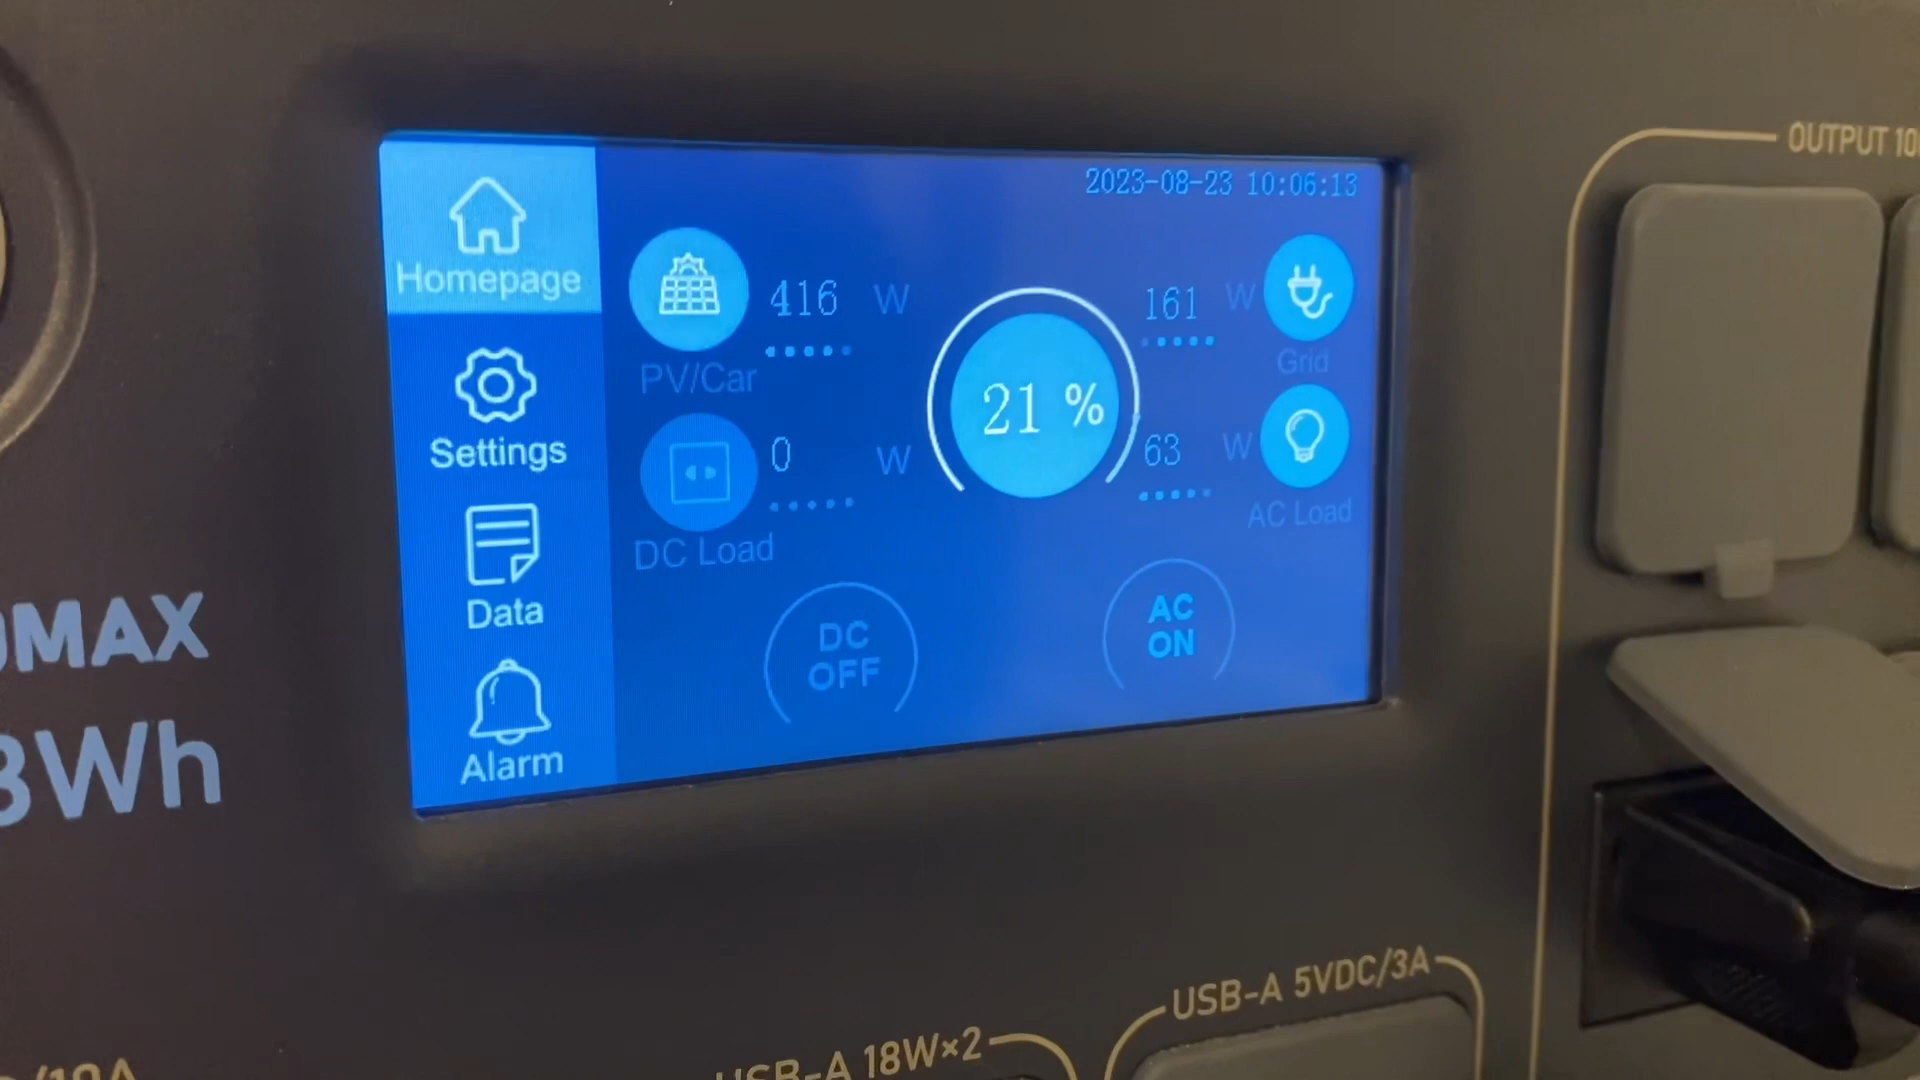 2023-08-23 10:06:13
Homepage
Settings
Data
Alarm
416 W
PV/Car
0 W
DC Load
21 %
161 W
Grid
63 W
AC Load
DC
OFF
AC
ON
MAX
Wh
OUTPUT
USB-A 5VDC/3A
USB-A 18W×2